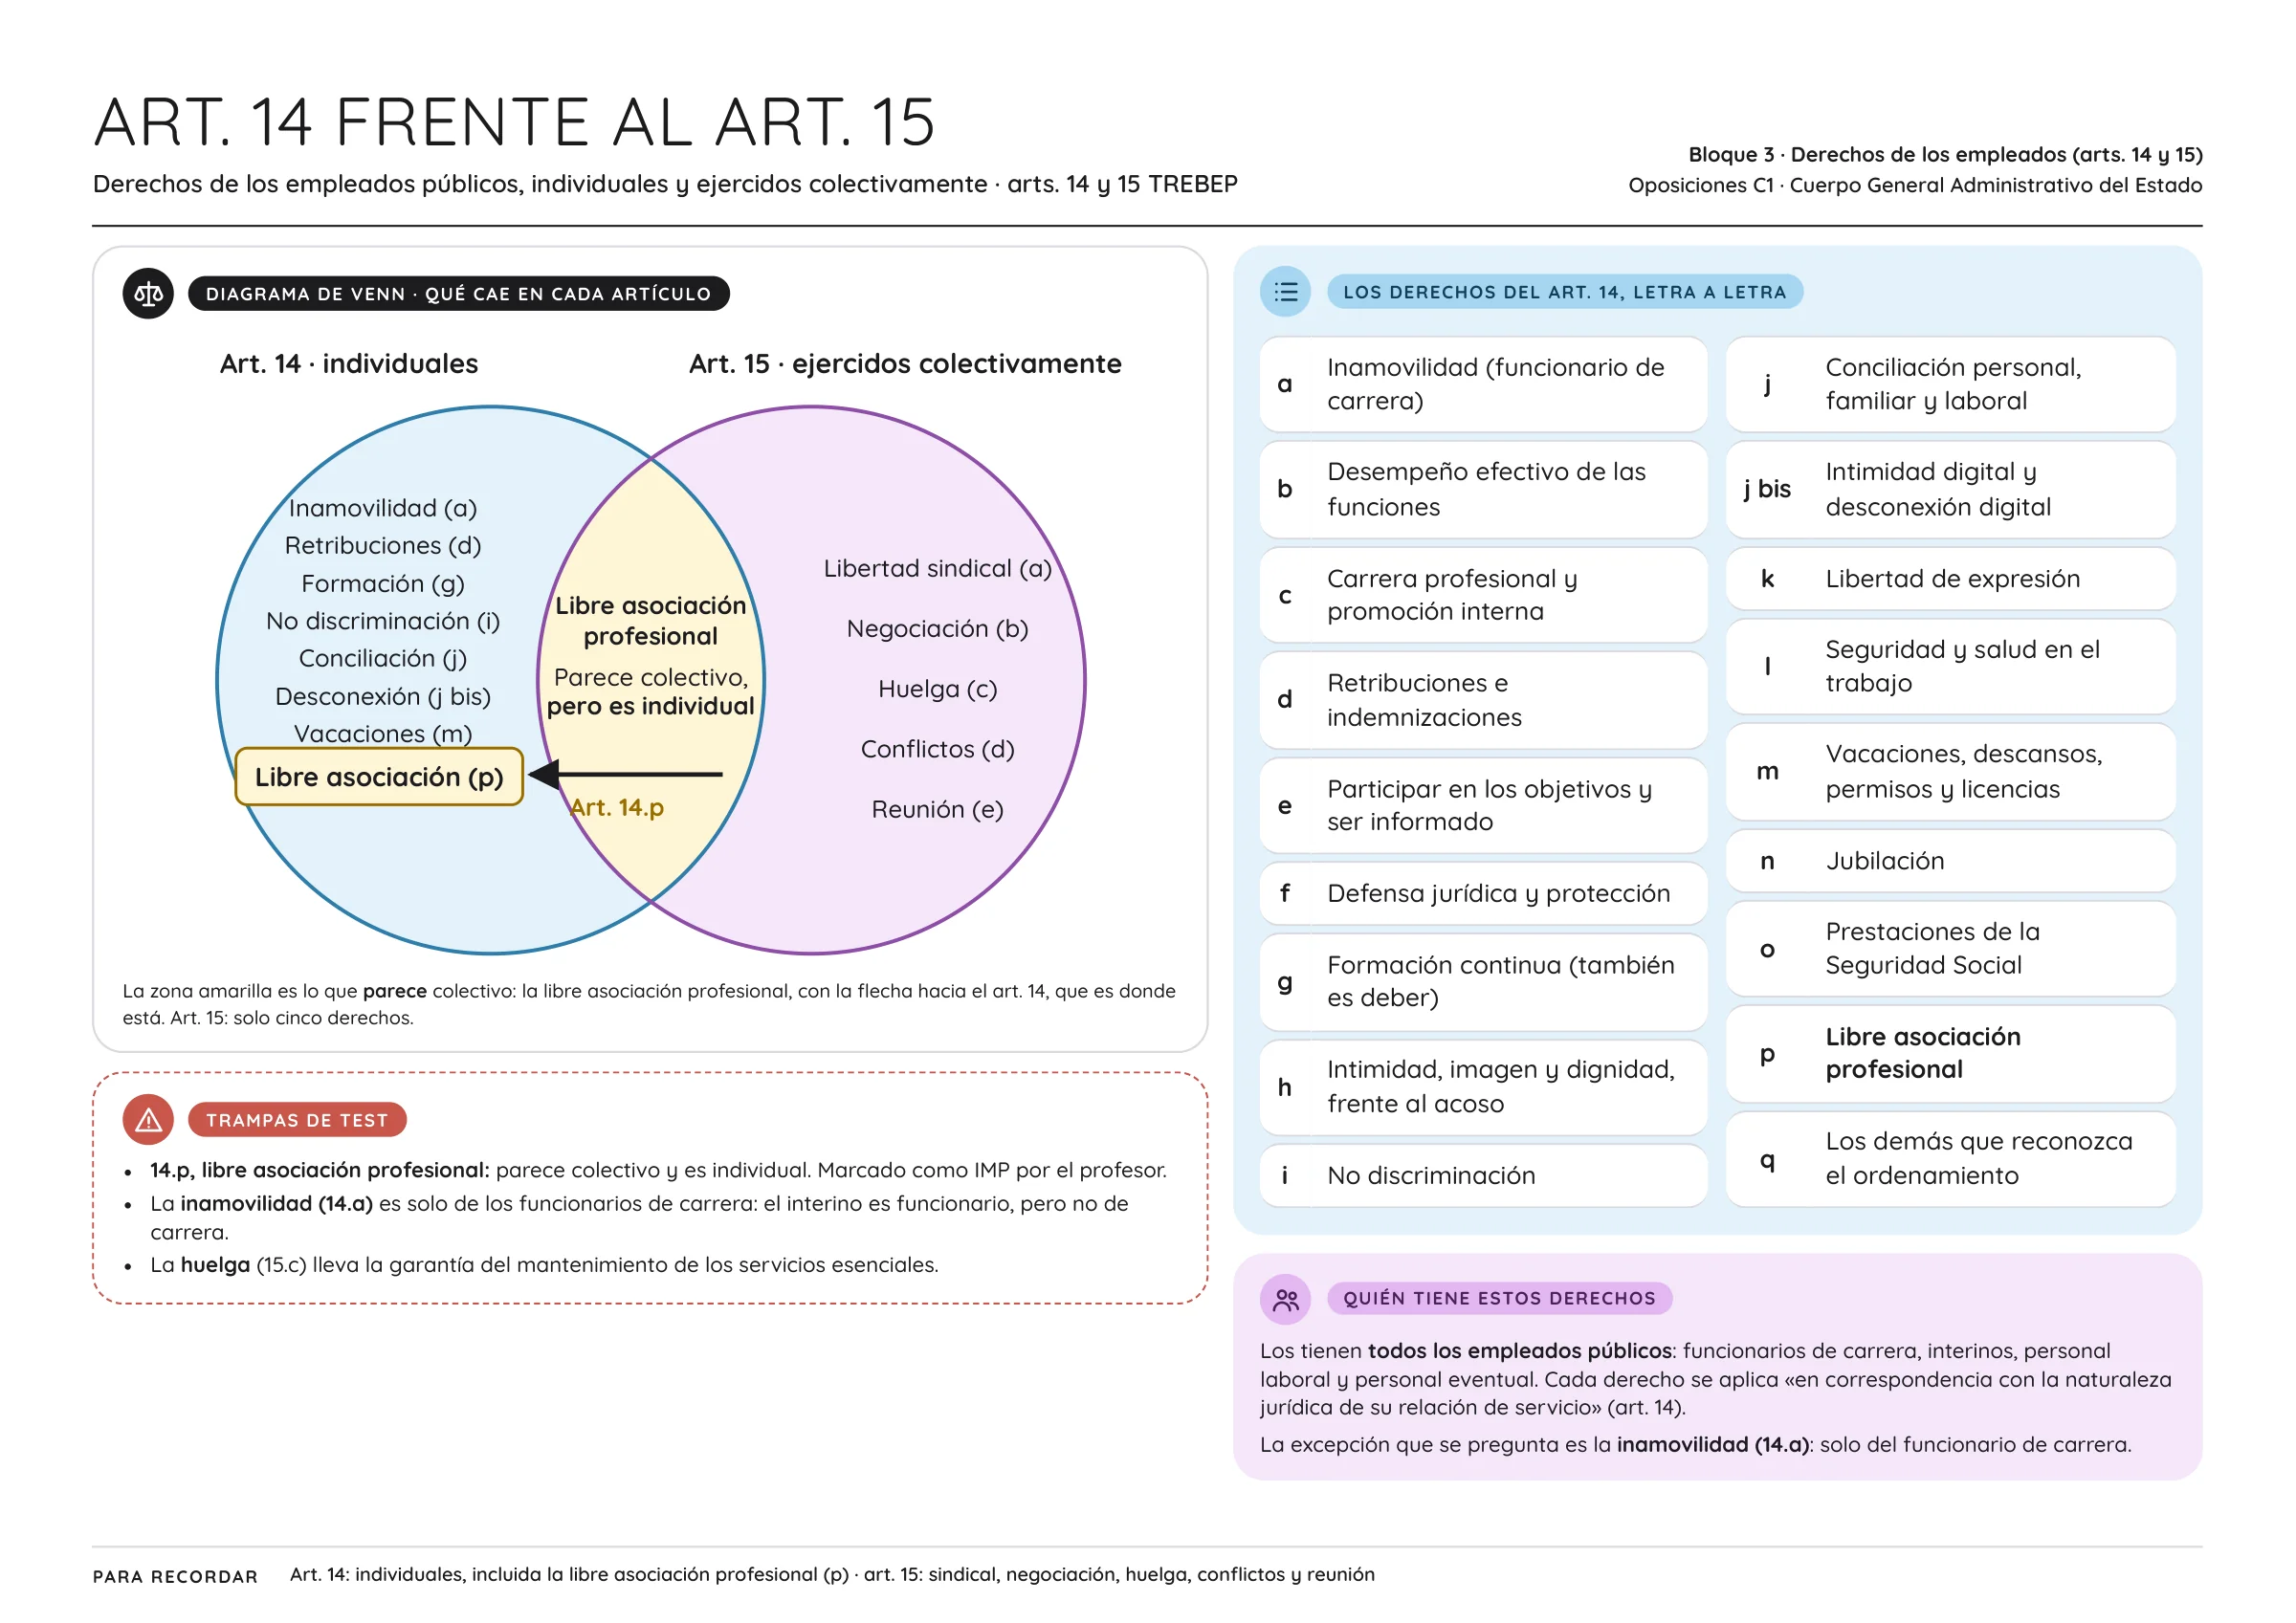 ART. 14 FRENTE AL ART. 15
Derechos de los empleados públicos, individuales y ejercidos colectivamente · arts. 14 y 15 TREBEP
Bloque 3 · Derechos de los empleados (arts. 14 y 15)
Oposiciones C1 · Cuerpo General Administrativo del Estado
DIAGRAMA DE VENN · QUÉ CAE EN CADA ARTÍCULO
Art. 14 · individuales
Art. 15 · ejercidos colectivamente
Inamovilidad (a)
Retribuciones (d)
Formación (g)
No discriminación (i)
Conciliación (j)
Desconexión (j bis)
Vacaciones (m)
Libre asociación (p)
Libre asociación
profesional
Parece colectivo,
pero es individual
Art. 14.p
Libertad sindical (a)
Negociación (b)
Huelga (c)
Conflictos (d)
Reunión (e)
La zona amarilla es lo que parece colectivo: la libre asociación profesional, con la flecha hacia el art. 14, que es donde
está. Art. 15: solo cinco derechos.
TRAMPAS DE TEST
• 14.p, libre asociación profesional: parece colectivo y es individual. Marcado como IMP por el profesor.
• La inamovilidad (14.a) es solo de los funcionarios de carrera: el interino es funcionario, pero no de
carrera.
• La huelga (15.c) lleva la garantía del mantenimiento de los servicios esenciales.
LOS DERECHOS DEL ART. 14, LETRA A LETRA
a Inamovilidad (funcionario de
carrera)
b Desempeño efectivo de las
funciones
c Carrera profesional y
promoción interna
d Retribuciones e
indemnizaciones
e Participar en los objetivos y
ser informado
f Defensa jurídica y protección
g Formación continua (también
es deber)
h Intimidad, imagen y dignidad,
frente al acoso
i No discriminación
j Conciliación personal,
familiar y laboral
j bis Intimidad digital y
desconexión digital
k Libertad de expresión
l Seguridad y salud en el
trabajo
m Vacaciones, descansos,
permisos y licencias
n Jubilación
o Prestaciones de la
Seguridad Social
p Libre asociación
profesional
q Los demás que reconozca
el ordenamiento
QUIÉN TIENE ESTOS DERECHOS
Los tienen todos los empleados públicos: funcionarios de carrera, interinos, personal
laboral y personal eventual. Cada derecho se aplica «en correspondencia con la naturaleza
jurídica de su relación de servicio» (art. 14).
La excepción que se pregunta es la inamovilidad (14.a): solo del funcionario de carrera.
PARA RECORDAR Art. 14: individuales, incluida la libre asociación profesional (p) · art. 15: sindical, negociación, huelga, conflictos y reunión